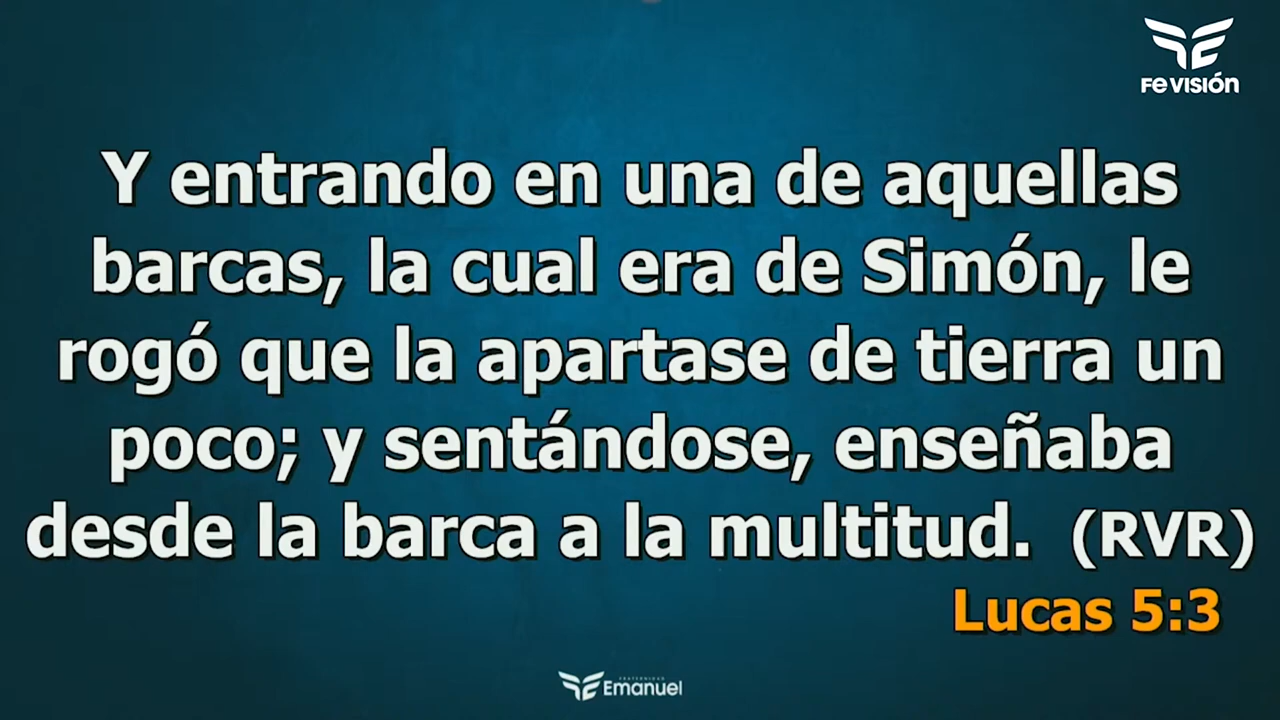 FE VISIÓN
Y entrando en una de aquellas
barcas, la cual era de Simón, le
rogó que la apartase de tierra un
poco; y sentándose, enseñaba
desde la barca a la multitud. (RVR)
Lucas 5:3
FRATERNIDAD
Emanuel